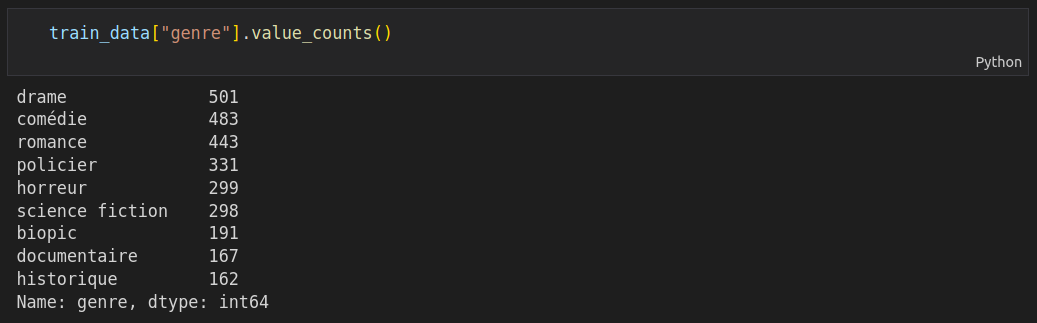 train_data["genre"].value_counts()
Python
drame 501
comédie 483
romance 443
policier 331
horreur 299
science fiction 298
biopic 191
documentaire 167
historique 162
Name: genre, dtype: int64